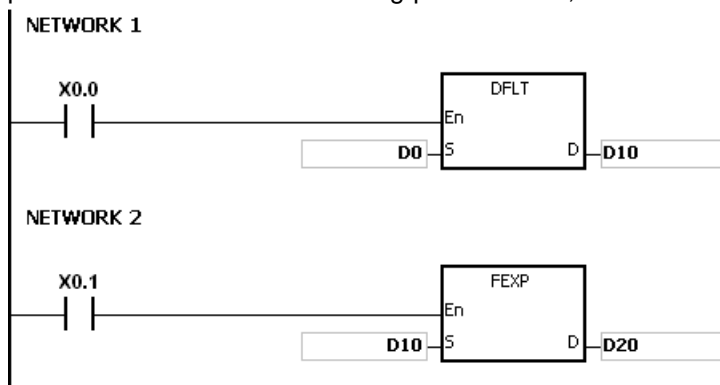 NETWORK 1
X0.0
DFLT
En
D0 S D D10
NETWORK 2
X0.1
FEXP
En
D10 S D D20